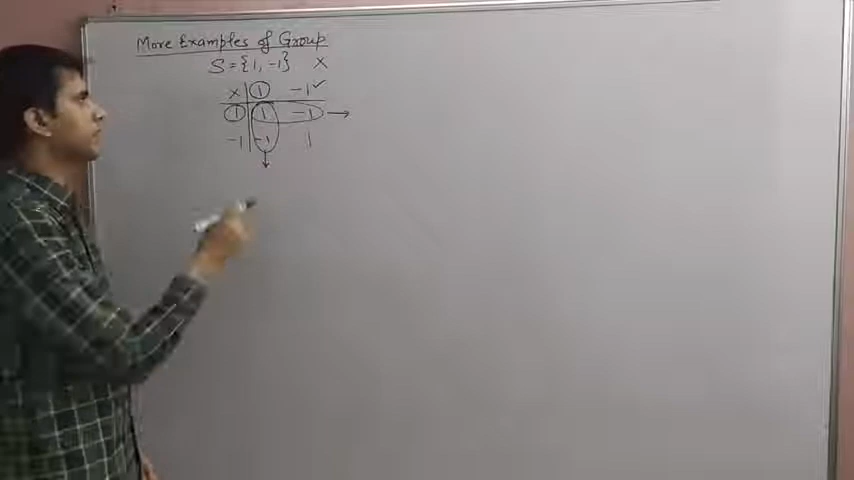 More Examples of Group
S = {1, -1} ×
× | 1 -1 ✓
1 | 1 -1 →
-1 | -1 1
↓